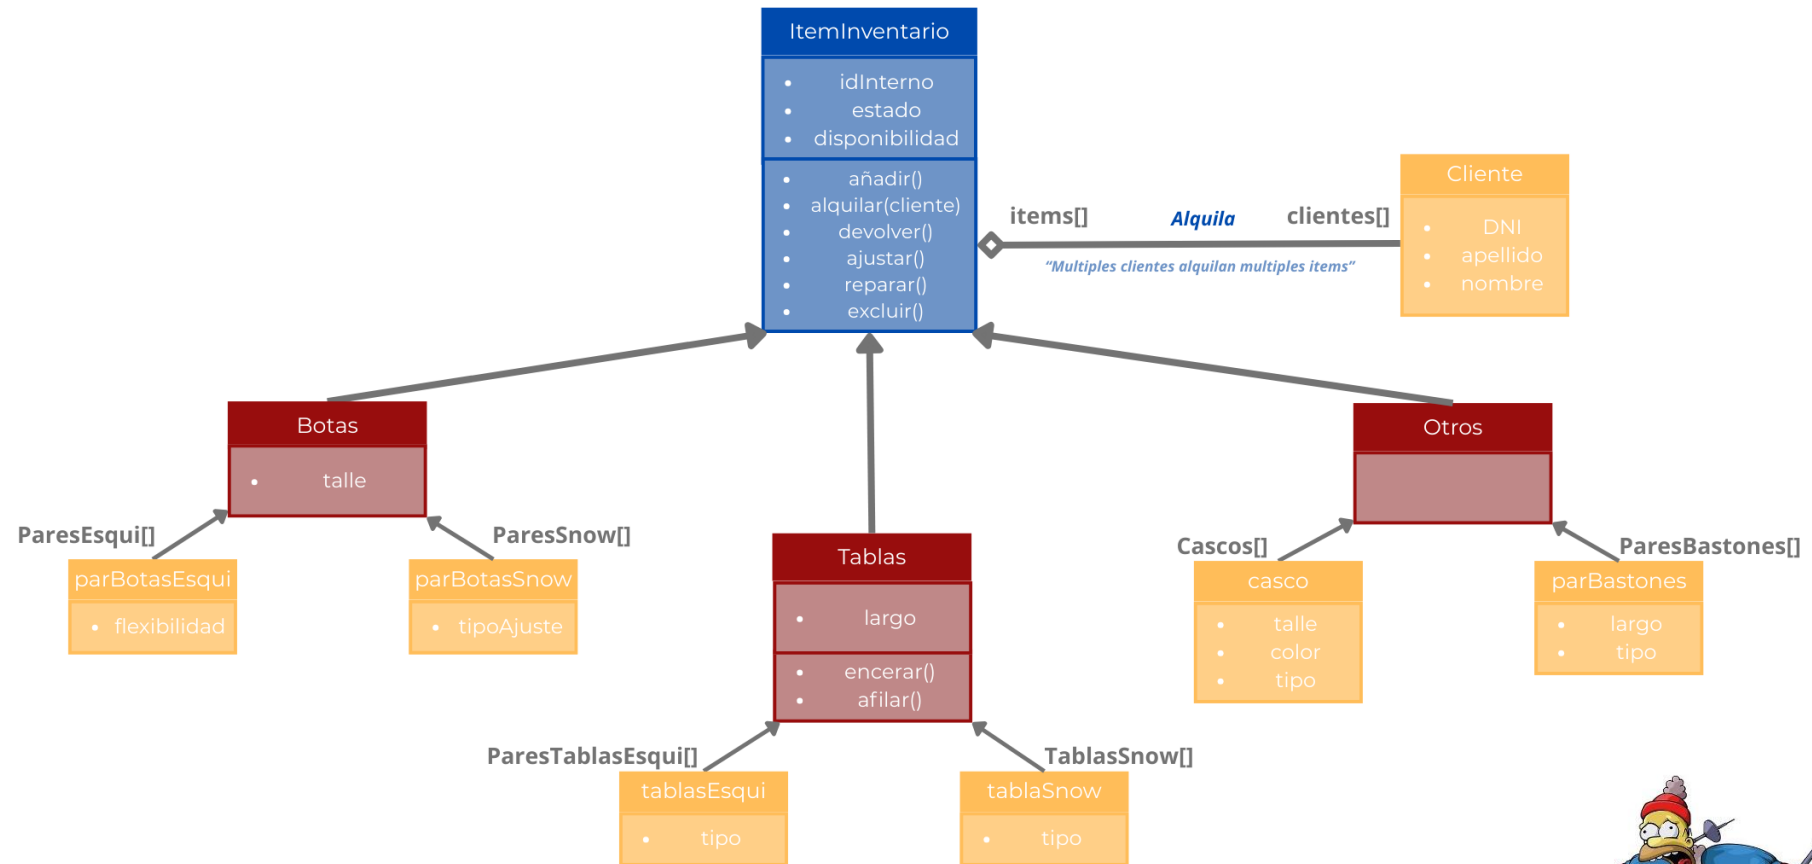 ItemInventario
• idInterno
• estado
• disponibilidad
• añadir()
• alquilar(cliente)
• devolver()
• ajustar()
• reparar()
• excluir()
items[]
Alquila
clientes[]
“Multiples clientes alquilan multiples items”
Cliente
• DNI
• apellido
• nombre
Botas
• talle
ParesEsqui[]
ParesSnow[]
parBotasEsqui
• flexibilidad
parBotasSnow
• tipoAjuste
Tablas
• largo
• encerar()
• afilar()
ParesTablasEsqui[]
TablasSnow[]
tablasEsqui
• tipo
tablaSnow
• tipo
Otros
Cascos[]
ParesBastones[]
casco
• talle
• color
• tipo
parBastones
• largo
• tipo